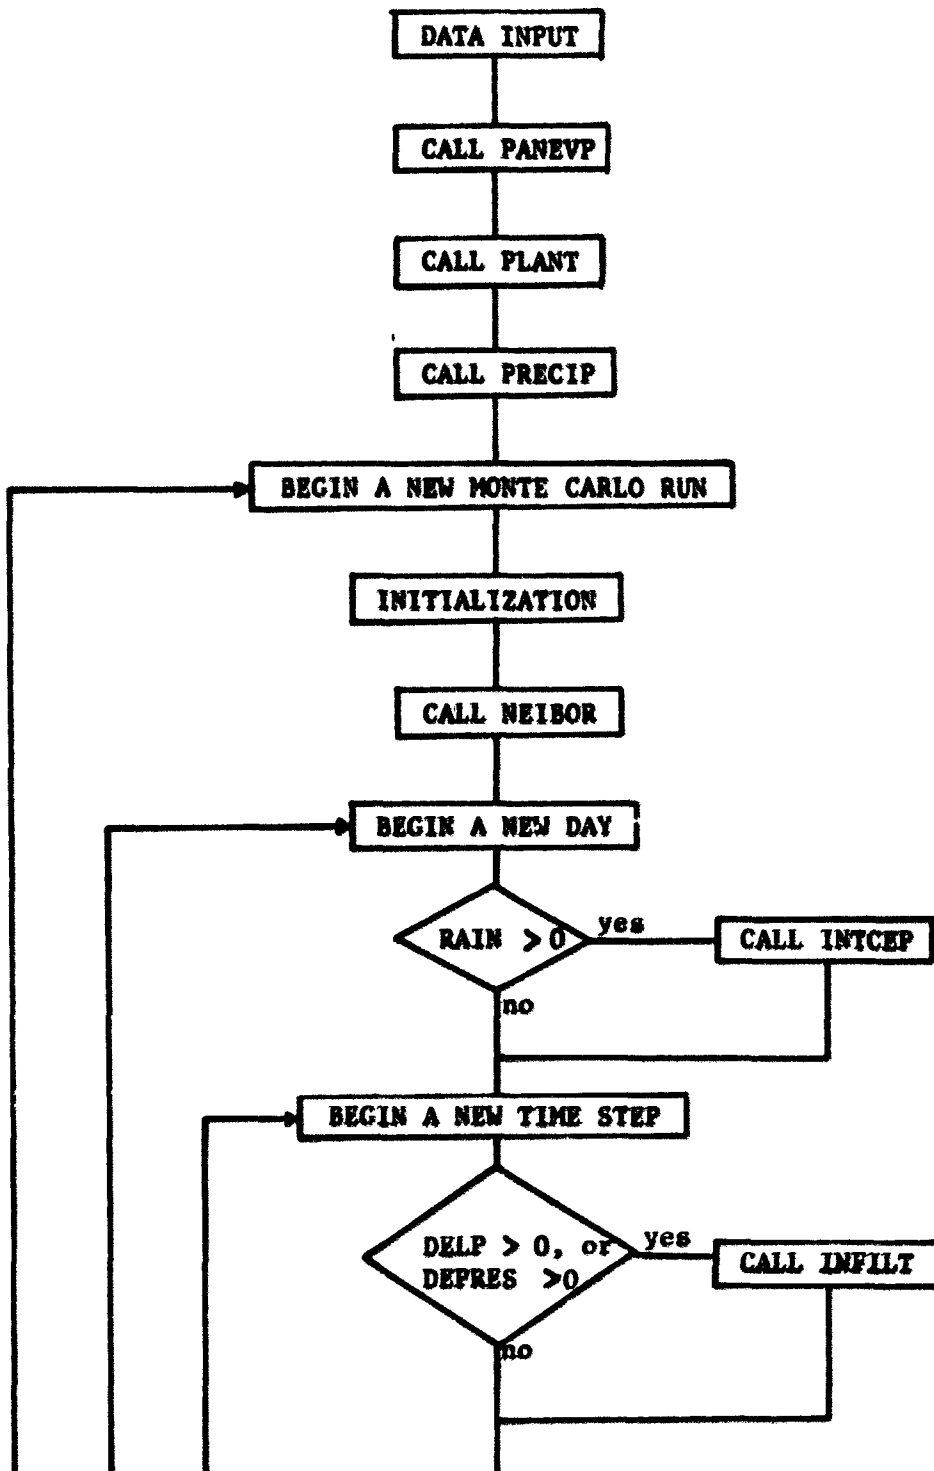 DATA INPUT
CALL PANEVP
CALL PLANT
CALL PRECIP
BEGIN A NEW MONTE CARLO RUN
INITIALIZATION
CALL NEIBOR
BEGIN A NEW DAY
RAIN > 0
yes
CALL INTCEP
no
BEGIN A NEW TIME STEP
DELP > 0, or
DEPRES >0
yes
CALL INFILT
no